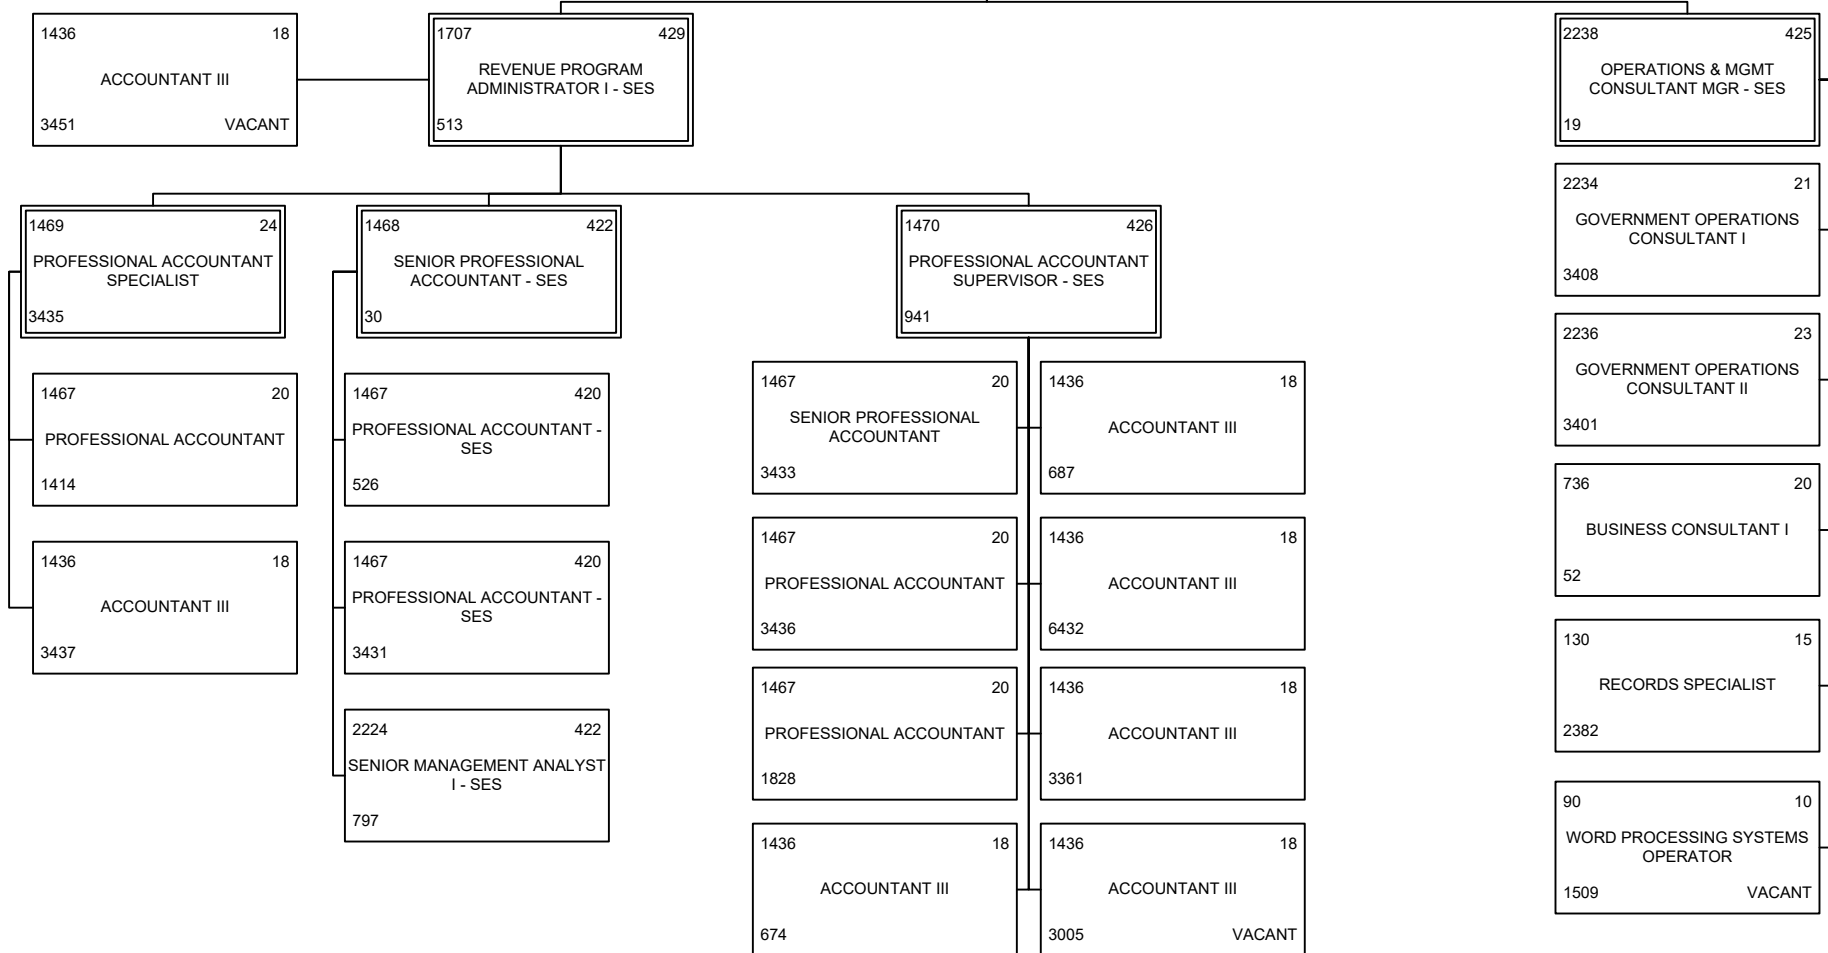 1436 18
ACCOUNTANT III
3451 VACANT
1707 429
REVENUE PROGRAM
ADMINISTRATOR I - SES
513
2238 425
OPERATIONS & MGMT
CONSULTANT MGR - SES
19
1469 24
PROFESSIONAL ACCOUNTANT
SPECIALIST
3435
1468 422
SENIOR PROFESSIONAL
ACCOUNTANT - SES
30
1470 426
PROFESSIONAL ACCOUNTANT
SUPERVISOR - SES
941
1467 20
PROFESSIONAL ACCOUNTANT
1414
1436 18
ACCOUNTANT III
3437
1467 420
PROFESSIONAL ACCOUNTANT -
SES
526
1467 420
PROFESSIONAL ACCOUNTANT -
SES
3431
2224 422
SENIOR MANAGEMENT ANALYST
I - SES
797
1467 20
SENIOR PROFESSIONAL
ACCOUNTANT
3433
1436 18
ACCOUNTANT III
687
1467 20
PROFESSIONAL ACCOUNTANT
3436
1436 18
ACCOUNTANT III
6432
1467 20
PROFESSIONAL ACCOUNTANT
1828
1436 18
ACCOUNTANT III
3361
1436 18
ACCOUNTANT III
674
1436 18
ACCOUNTANT III
3005 VACANT
2234 21
GOVERNMENT OPERATIONS
CONSULTANT I
3408
2236 23
GOVERNMENT OPERATIONS
CONSULTANT II
3401
736 20
BUSINESS CONSULTANT I
52
130 15
RECORDS SPECIALIST
2382
90 10
WORD PROCESSING SYSTEMS
OPERATOR
1509 VACANT